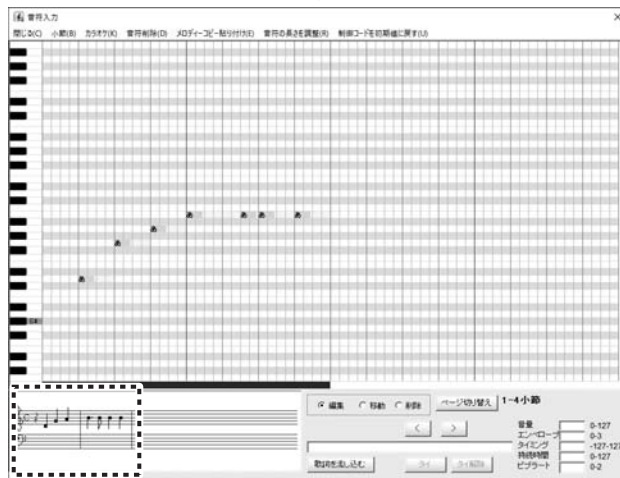 音符入力
閉じる(C) 小節(B) カラオケ(K) 音符削除(D) メロディーコピー貼り付け(E) 音符の長さを調整(R) 制御コードを初期値に戻す(U)
あ ああ あ
あ
あ
あ
C4
編集 移動 削除 ページ切り替え 1-4小節
< >
音量 0-127
エンベロープ 0-3
タイミング -127-127
持続時間 0-127
ビブラート 0-2
歌詞を流し込む タイ タイ解除